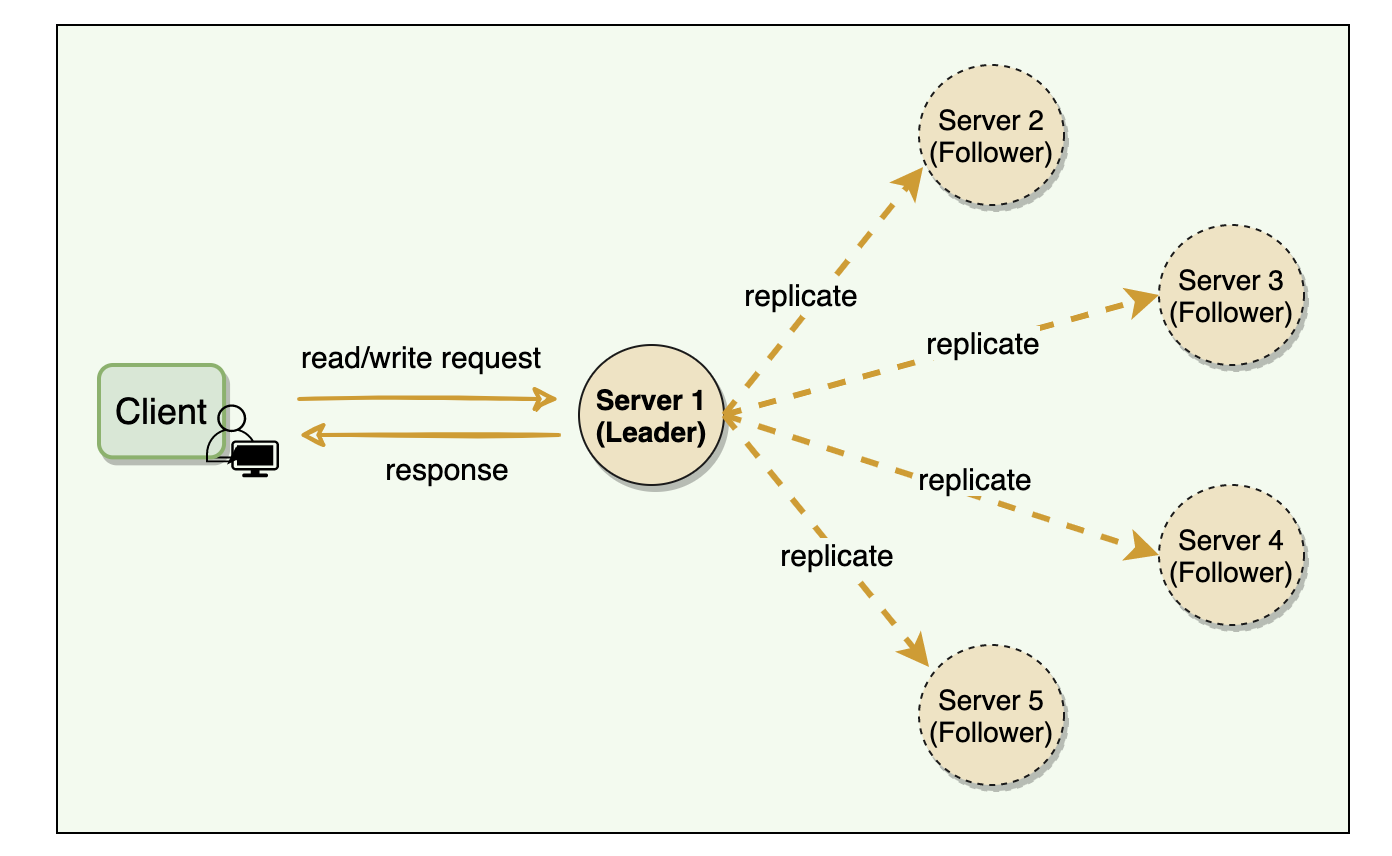 Server 2
(Follower)
Server 3
(Follower)
replicate
replicate
read/write request
Client
Server 1
(Leader)
response
replicate
Server 4
(Follower)
replicate
Server 5
(Follower)